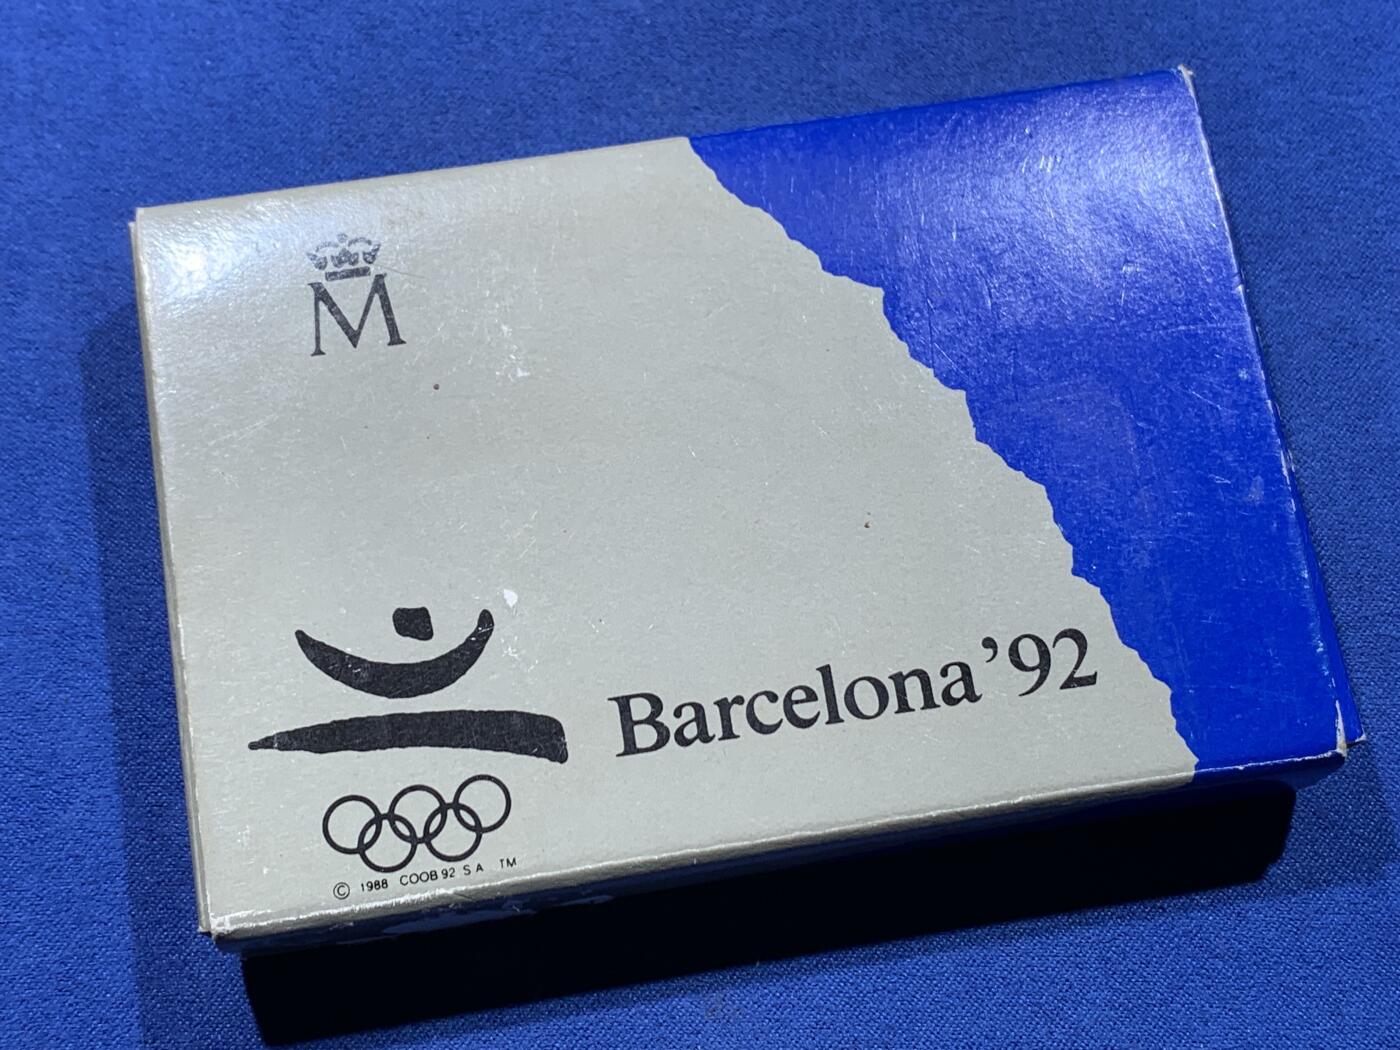 M
Barcelona '92
© 1988 COOB 92 S A TM